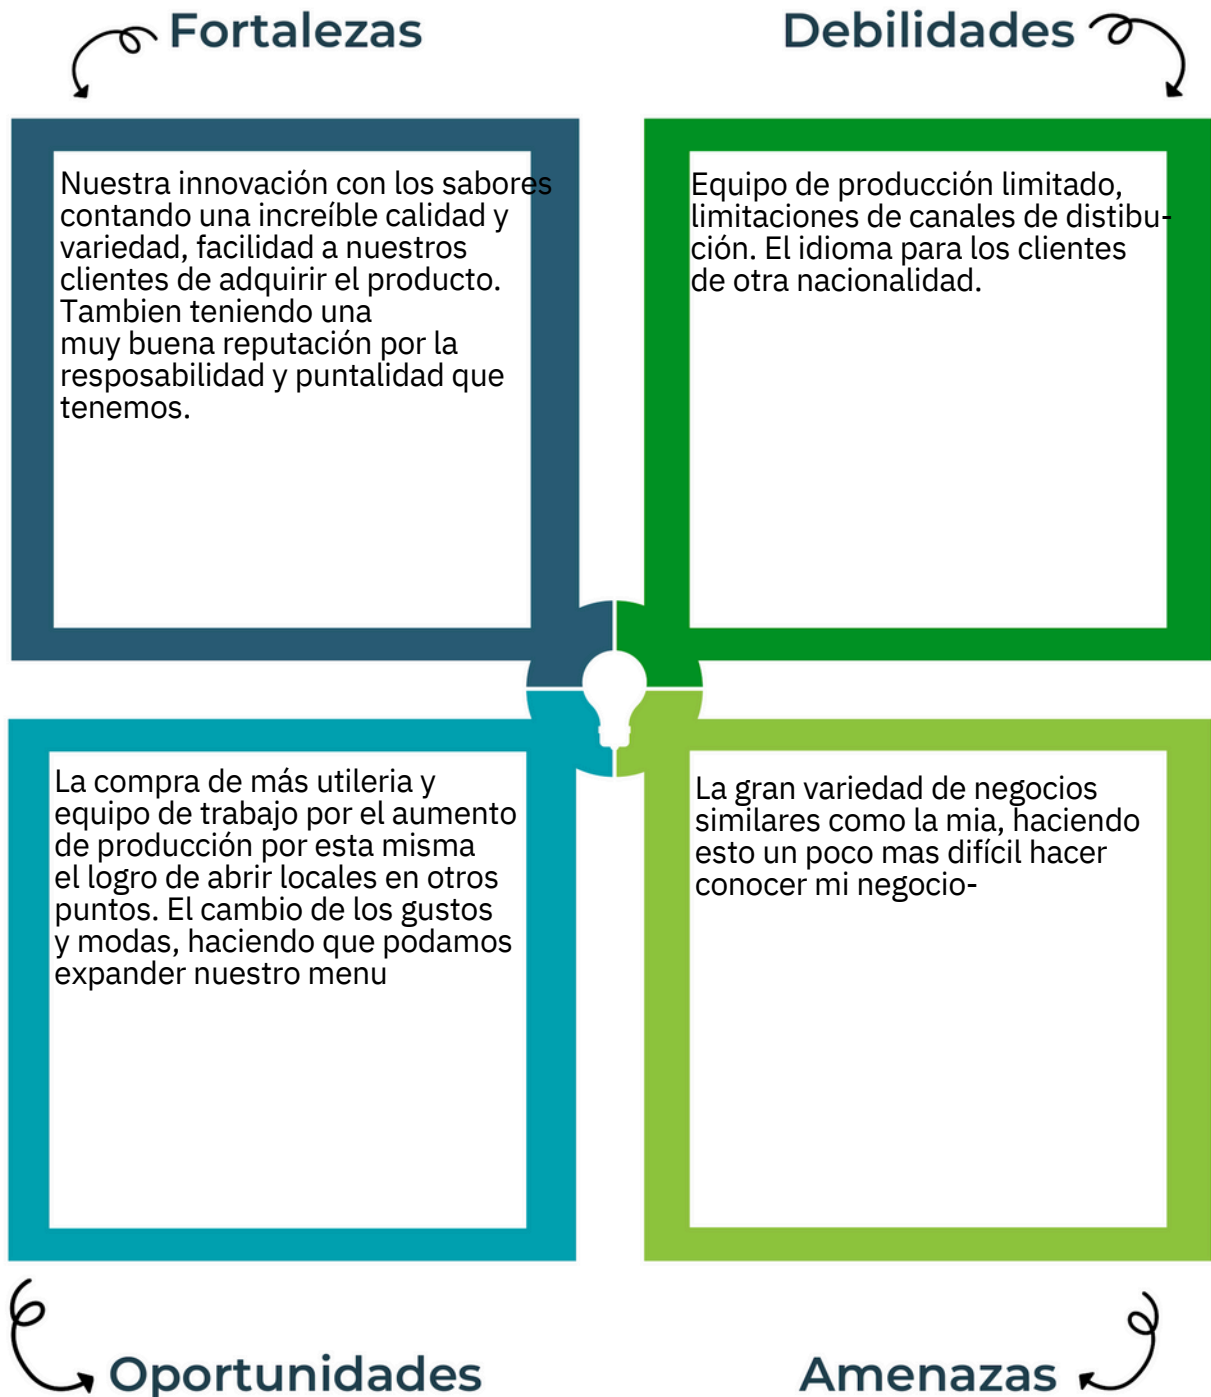 Fortalezas
Nuestra innovación con los sabores
contando una increíble calidad y
variedad, facilidad a nuestros
clientes de adquirir el producto.
Tambien teniendo una
muy buena reputación por la
resposabilidad y puntalidad que
tenemos.
Debilidades
Equipo de producción limitado,
limitaciones de canales de distibu-
ción. El idioma para los clientes
de otra nacionalidad.
La compra de más utileria y
equipo de trabajo por el aumento
de producción por esta misma
el logro de abrir locales en otros
puntos. El cambio de los gustos
y modas, haciendo que podamos
expander nuestro menu
Oportunidades
La gran variedad de negocios
similares como la mia, haciendo
esto un poco mas difícil hacer
conocer mi negocio-
Amenazas